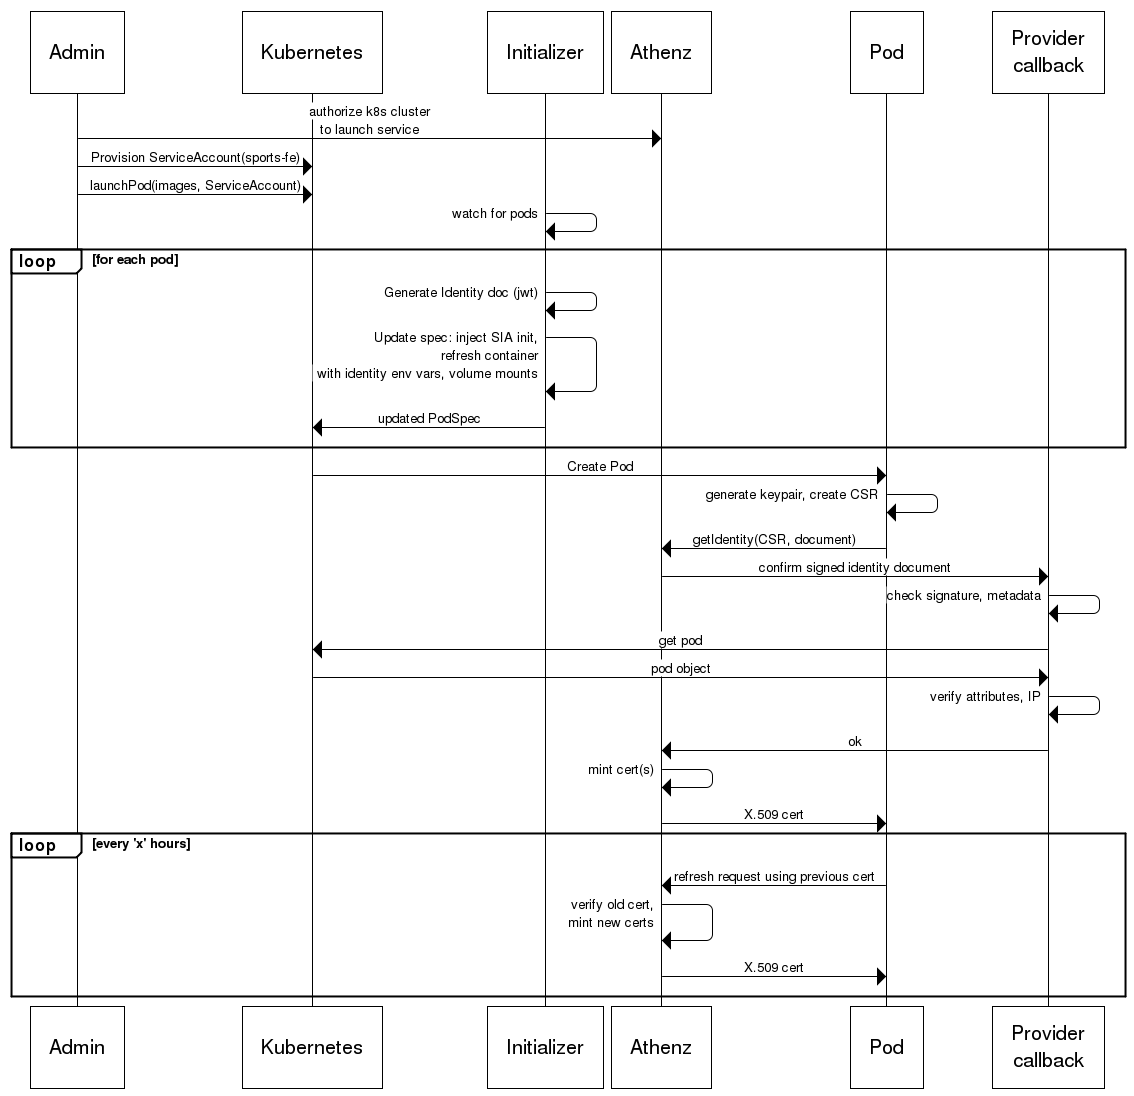 Admin
Kubernetes
Initializer
Athenz
Pod
Provider
callback
authorize k8s cluster
to launch service
Provision ServiceAccount(sports-fe)
launchPod(images, ServiceAccount)
watch for pods
loop
[for each pod]
Generate Identity doc (jwt)
Update spec: inject SIA init,
refresh container
with identity env vars, volume mounts
updated PodSpec
Create Pod
generate keypair, create CSR
getIdentity(CSR, document)
confirm signed identity document
check signature, metadata
get pod
pod object
verify attributes, IP
ok
mint cert(s)
X.509 cert
loop
[every 'x' hours]
refresh request using previous cert
verify old cert,
mint new certs
X.509 cert
Admin
Kubernetes
Initializer
Athenz
Pod
Provider
callback